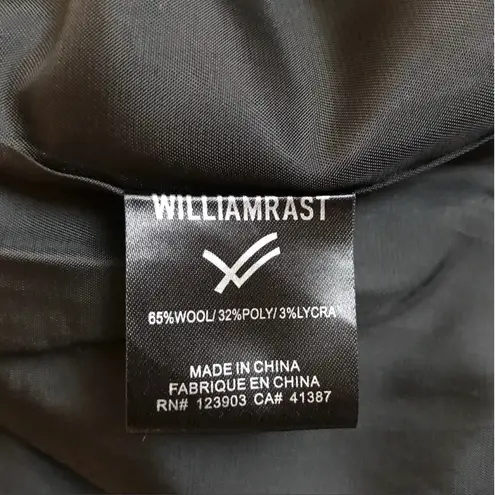 WILLIAMRAST
65%WOOL/ 32%POLY/ 3%LYCRA
MADE IN CHINA
FABRIQUE EN CHINA
RN# 123903 CA# 41387